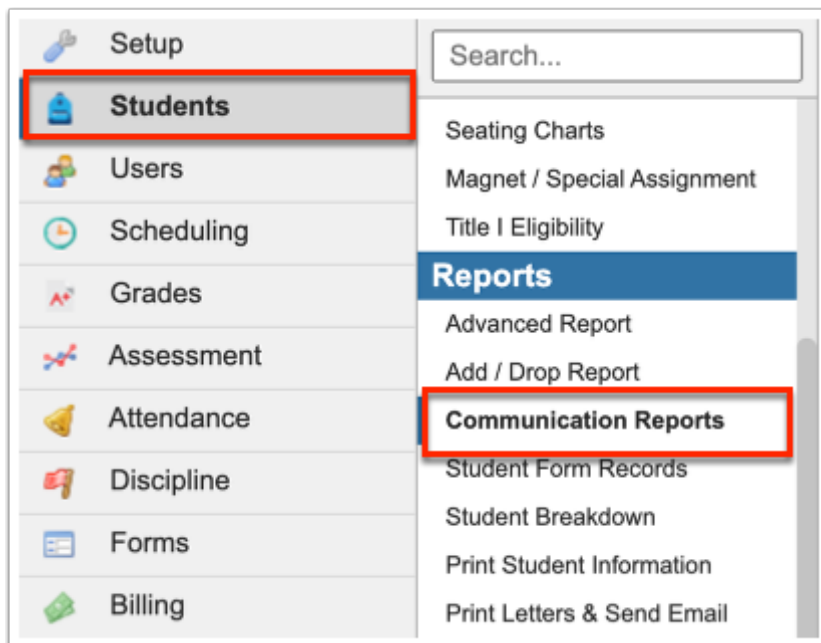 Setup
Students
Users
Scheduling
Grades
Assessment
Attendance
Discipline
Forms
Billing
Search...
Seating Charts
Magnet / Special Assignment
Title I Eligibility
Reports
Advanced Report
Add / Drop Report
Communication Reports
Student Form Records
Student Breakdown
Print Student Information
Print Letters & Send Email